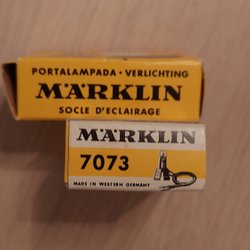 PORTALAMPADA · VERLICHTING
MÄRKLIN
SOCLE D'ECLAIRAGE
MÄRKLIN
7073
MADE IN WESTERN GERMANY